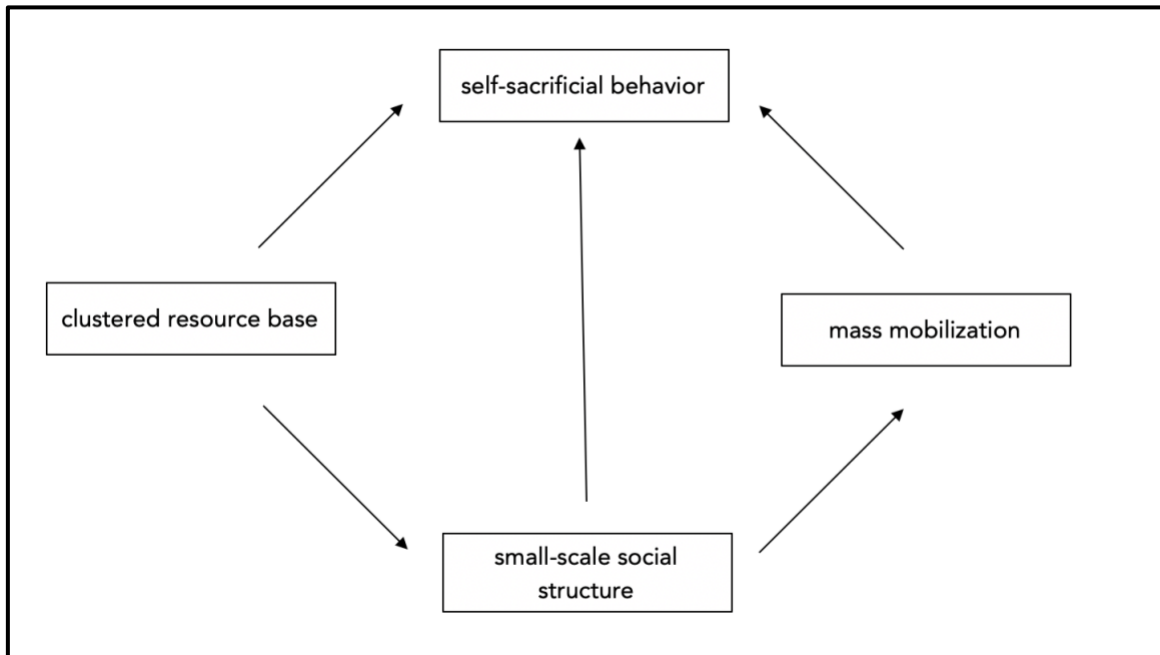 self-sacrificial behavior
clustered resource base
mass mobilization
small-scale social
structure